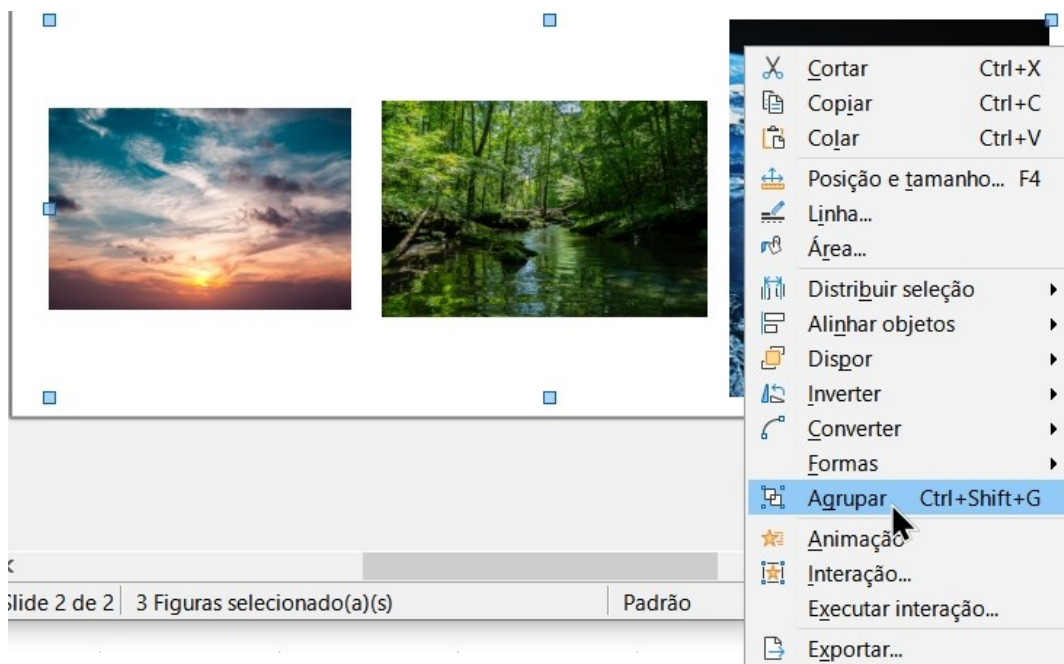 Cortar Ctrl+X
Copiar Ctrl+C
Colar Ctrl+V
Posição e tamanho... F4
Linha...
Área...
Distribuir seleção
Alinhar objetos
Dispor
Inverter
Converter
Formas
Agrupar Ctrl+Shift+G
Animação
Interação...
Executar interação...
Exportar...
Slide 2 de 2 3 Figuras selecionado(a)(s) Padrão